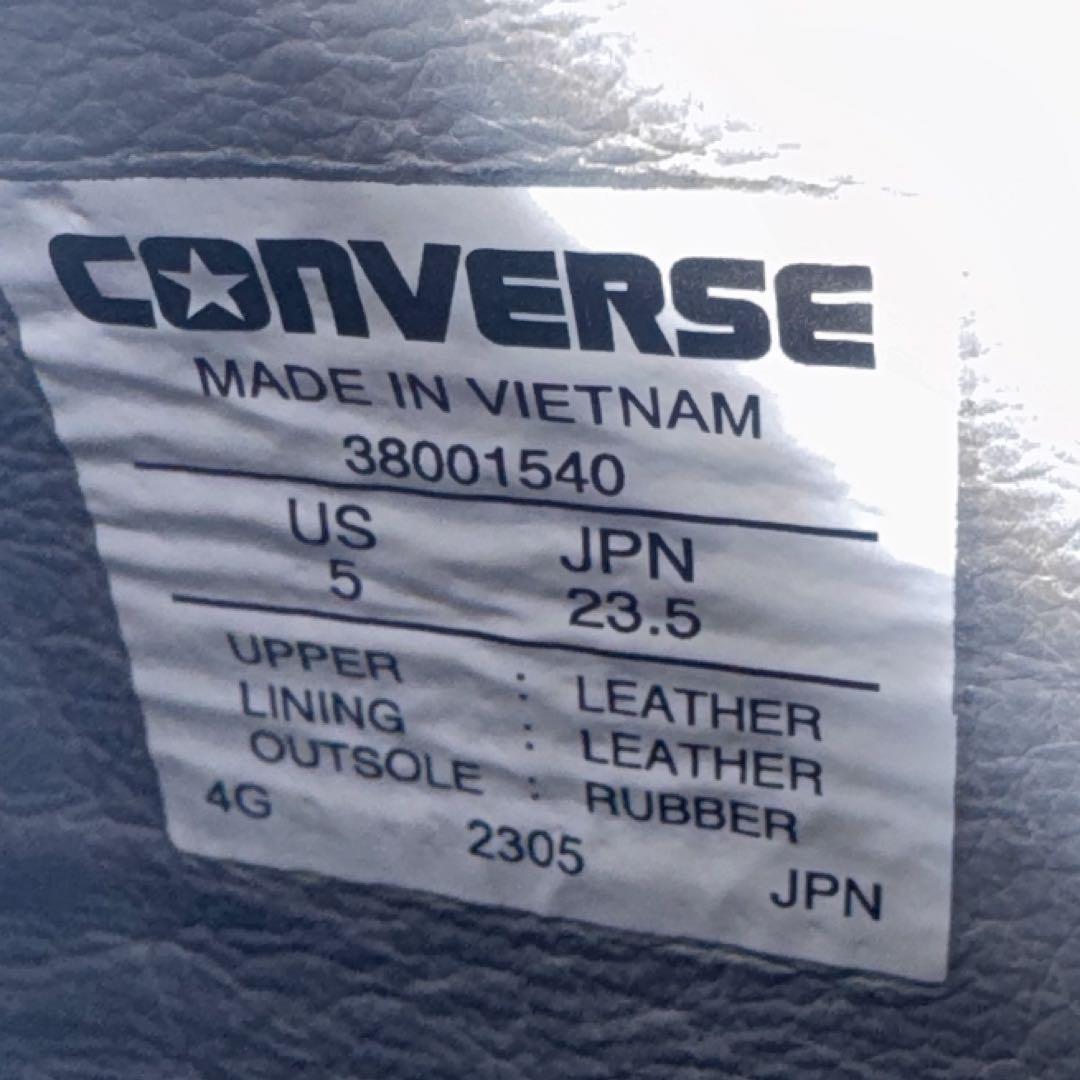 CONVERSE
MADE IN VIETNAM
38001540
US JPN
5 23.5
UPPER : LEATHER
LINING : LEATHER
OUTSOLE : RUBBER
4G 2305 JPN